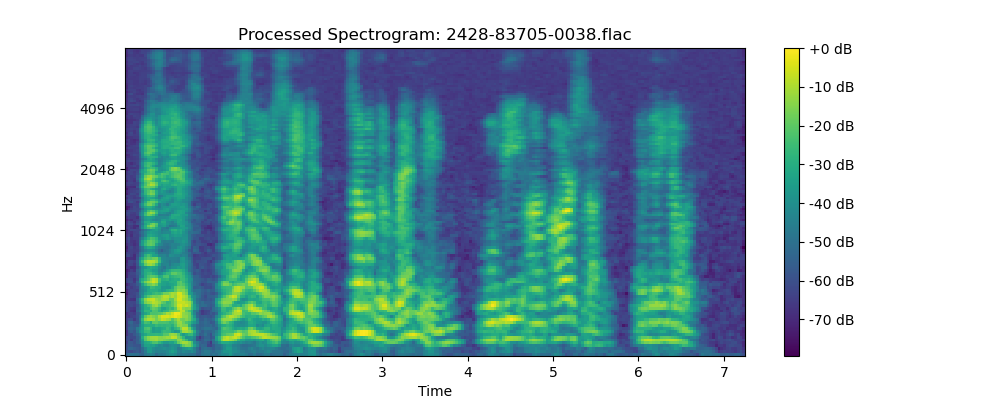 Processed Spectrogram: 2428-83705-0038.flac
Hz
4096
2048
1024
512
0
0 1 2 3 4 5 6 7
Time
+0 dB
-10 dB
-20 dB
-30 dB
-40 dB
-50 dB
-60 dB
-70 dB